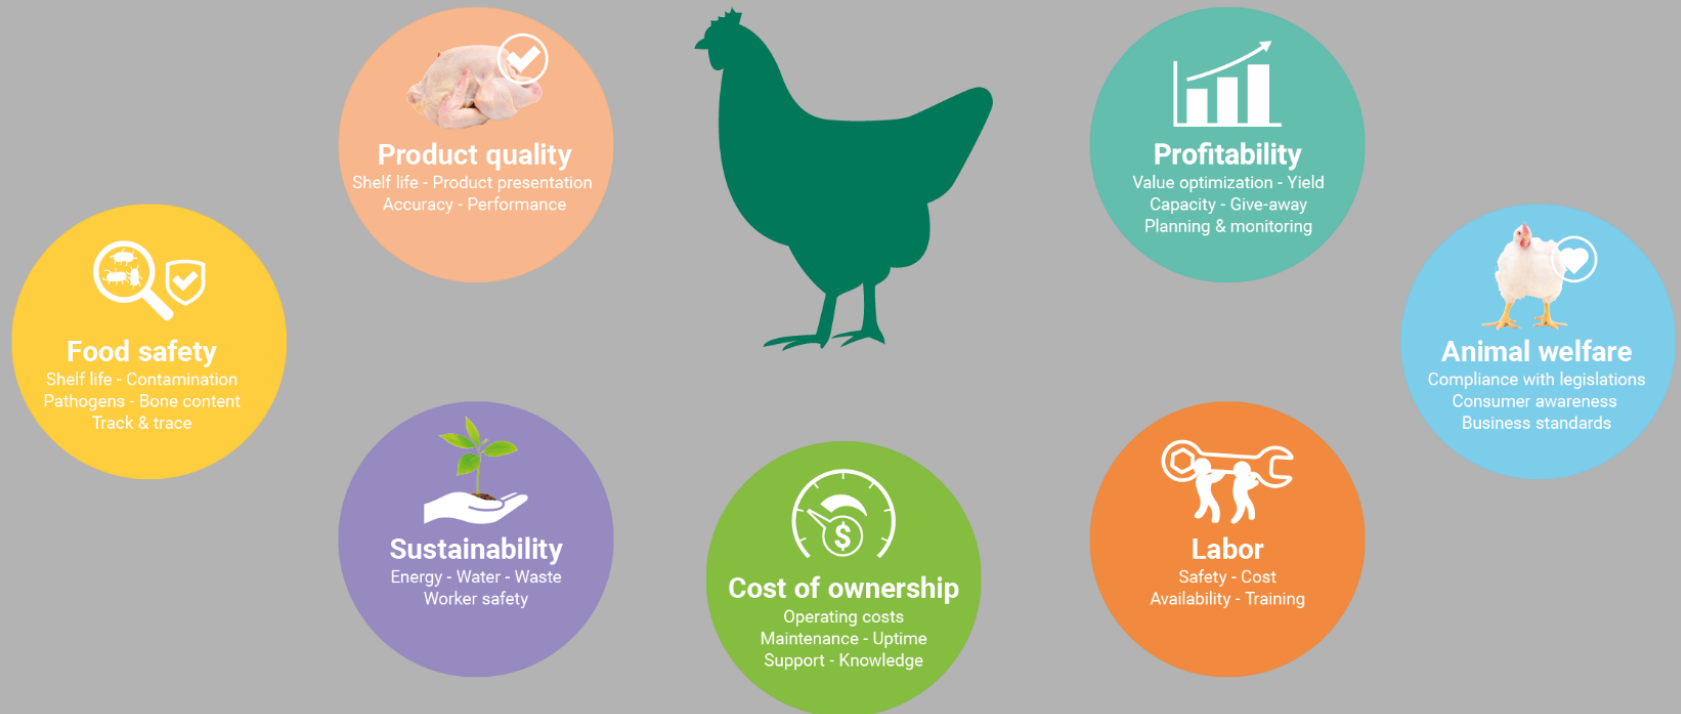 Product quality
Shelf life - Product presentation
Accuracy - Performance
Profitability
Value optimization - Yield
Capacity - Give-away
Planning & monitoring
Food safety
Shelf life - Contamination
Pathogens - Bone content
Track & trace
Animal welfare
Compliance with legislations
Consumer awareness
Business standards
Sustainability
Energy - Water - Waste
Worker safety
$
Cost of ownership
Operating costs
Maintenance - Uptime
Support - Knowledge
Labor
Safety - Cost
Availability - Training